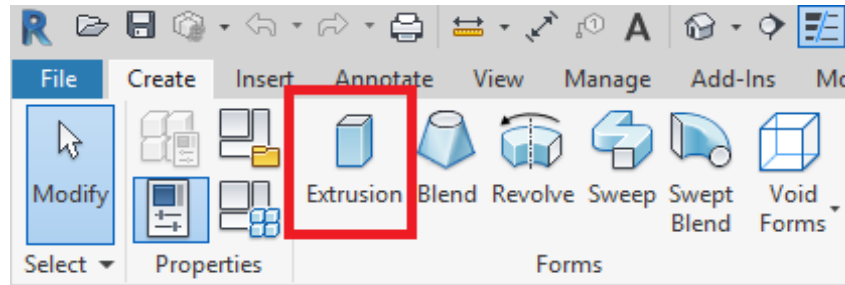 File Create Insert Annotate View Manage Add-Ins
Modify Extrusion Blend Revolve Sweep Swept Blend Void Forms
Select Properties Forms